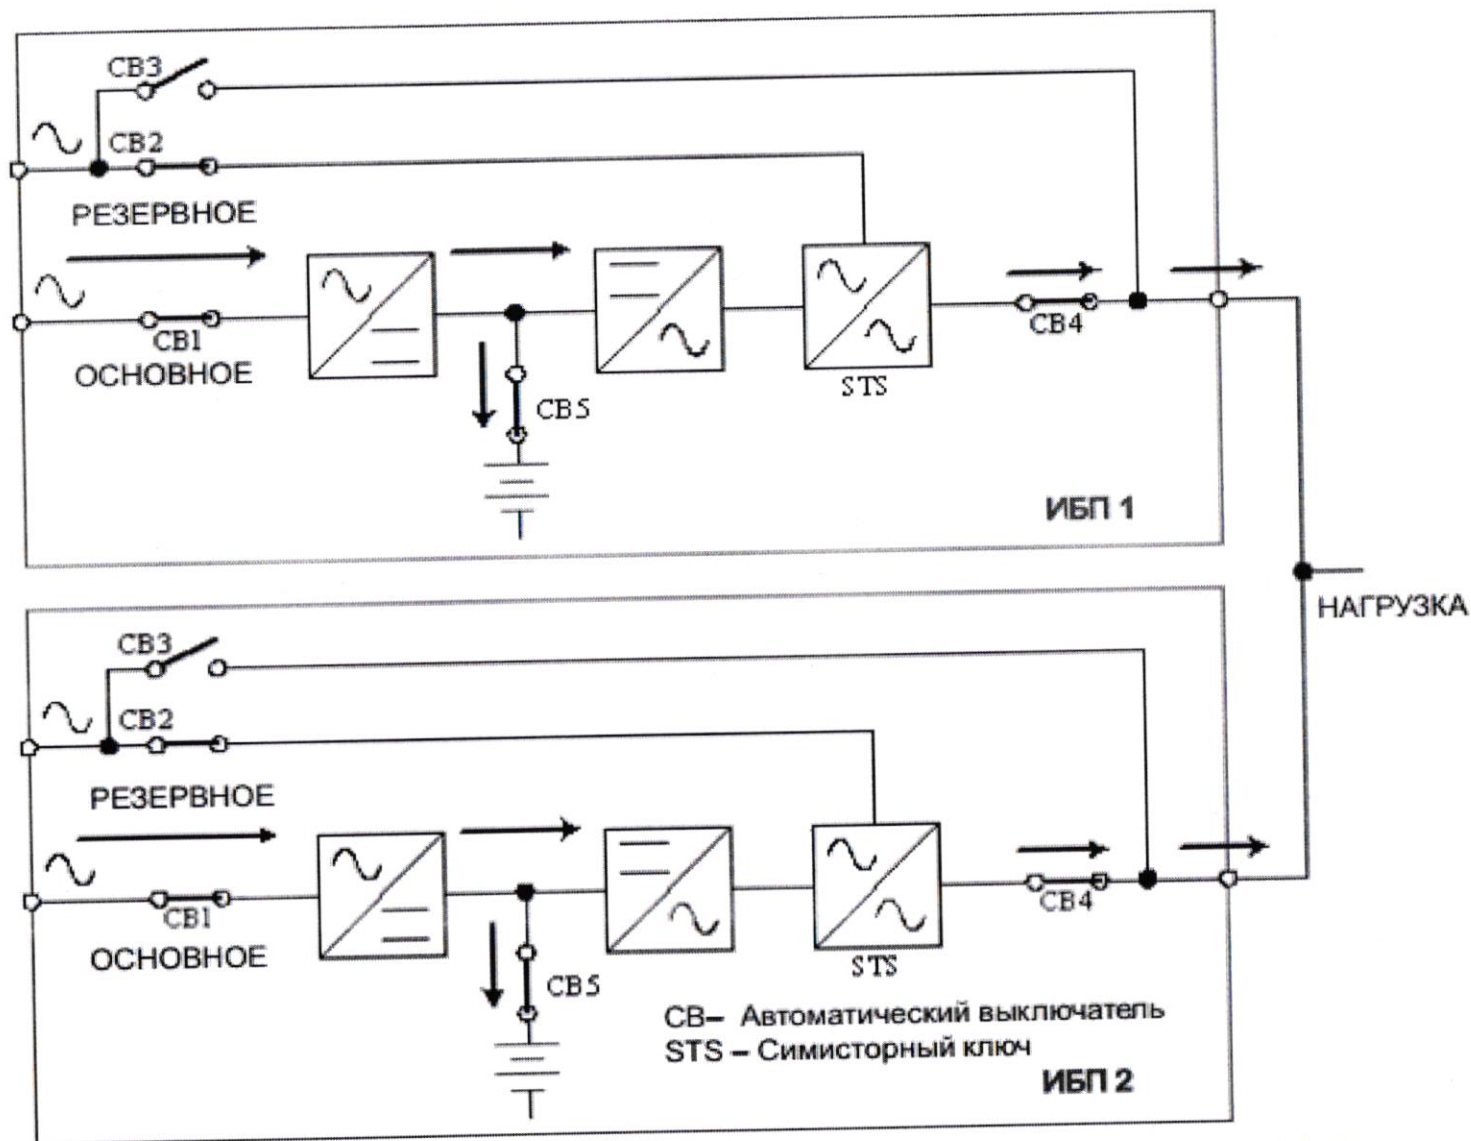 CB3
CB2
РЕЗЕРВНОЕ
CB1
ОСНОВНОЕ
CB5
STS
CB4
ИБП 1
НАГРУЗКА
CB3
CB2
РЕЗЕРВНОЕ
CB1
ОСНОВНОЕ
CB5
STS
CB4
CB– Автоматический выключатель
STS – Симисторный ключ
ИБП 2